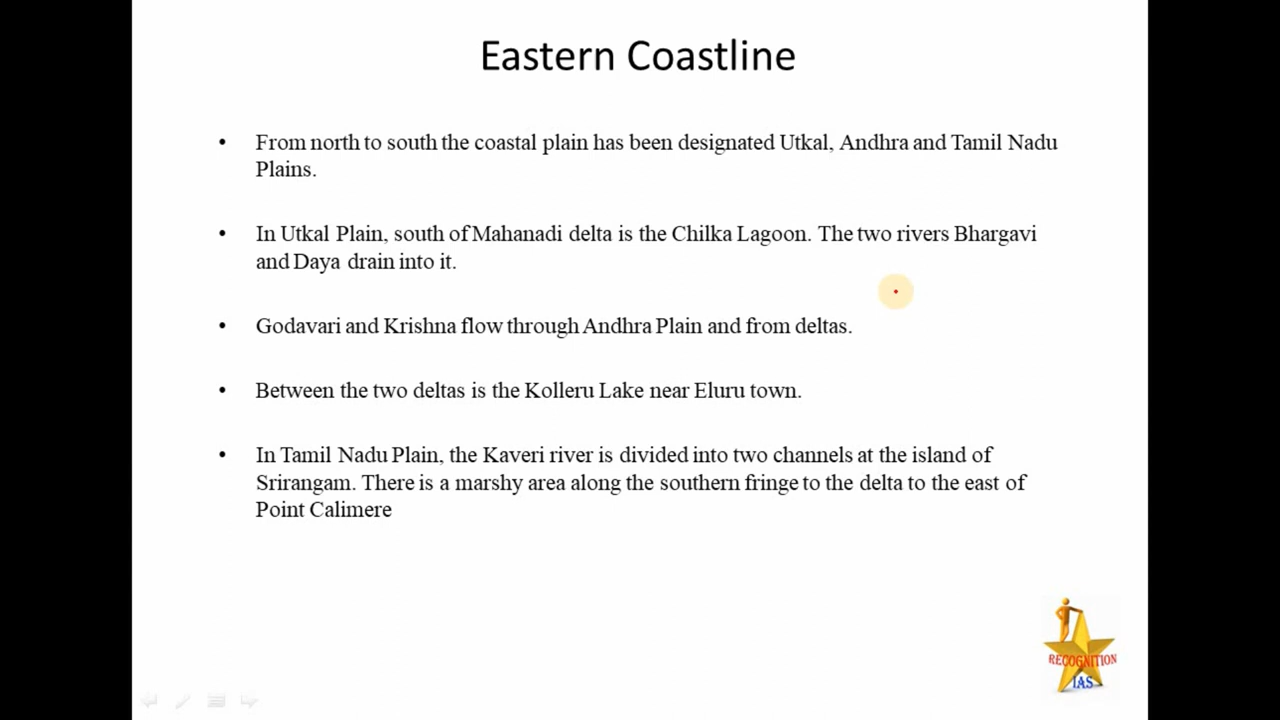 Eastern Coastline
• From north to south the coastal plain has been designated Utkal, Andhra and Tamil Nadu
Plains.
• In Utkal Plain, south of Mahanadi delta is the Chilka Lagoon. The two rivers Bhargavi
and Daya drain into it.
• Godavari and Krishna flow through Andhra Plain and from deltas.
• Between the two deltas is the Kolleru Lake near Eluru town.
• In Tamil Nadu Plain, the Kaveri river is divided into two channels at the island of
Srirangam. There is a marshy area along the southern fringe to the delta to the east of
Point Calimere
RECOGNITION
IAS